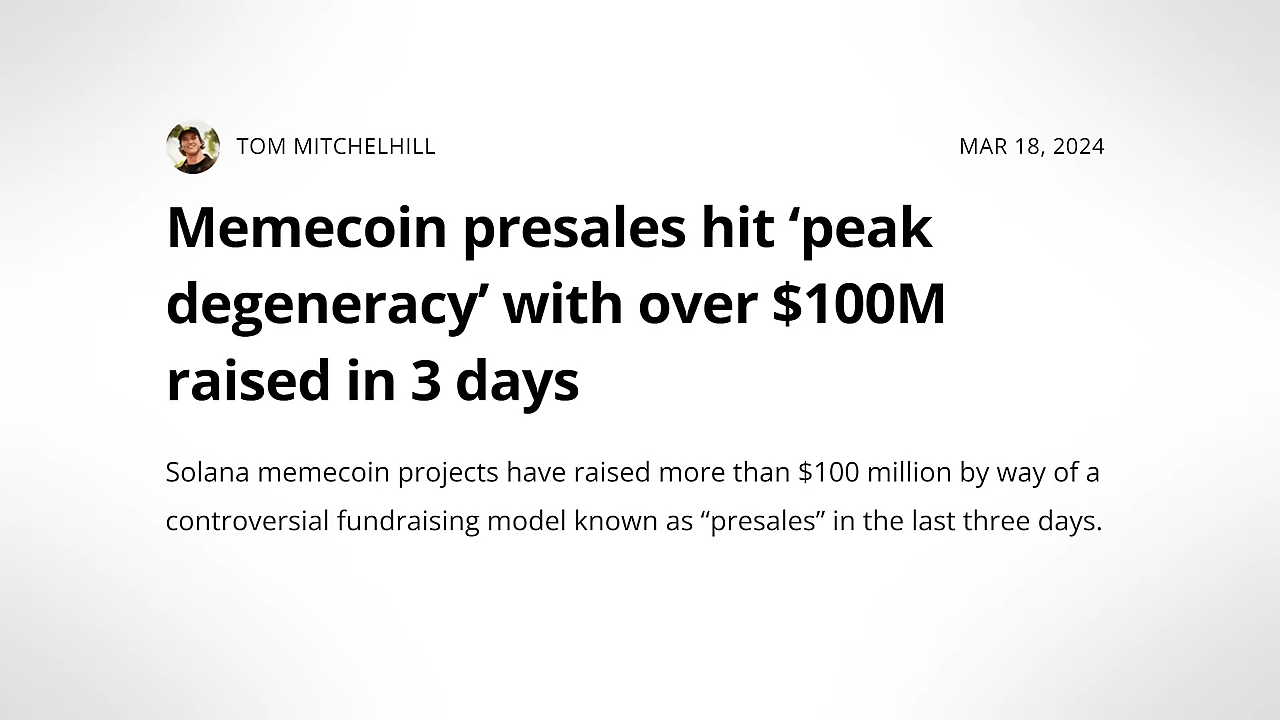 TOM MITCHELHILL
MAR 18, 2024
Memecoin presales hit ‘peak
degeneracy’ with over $100M
raised in 3 days
Solana memecoin projects have raised more than $100 million by way of a
controversial fundraising model known as “presales” in the last three days.